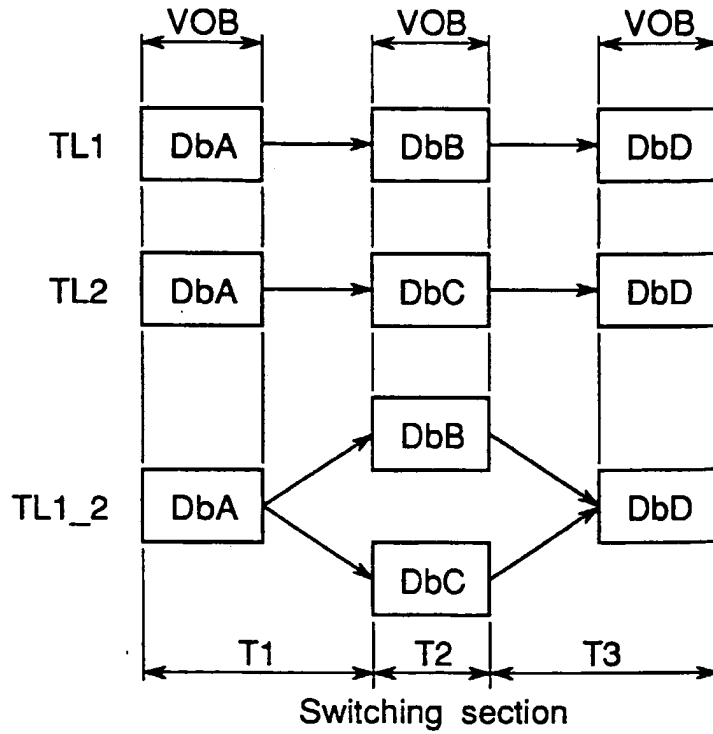 VOB VOB VOB
TL1 DbA DbB DbD
TL2 DbA DbC DbD
DbB
TL1_2 DbA DbD
DbC
T1 T2 T3
Switching section